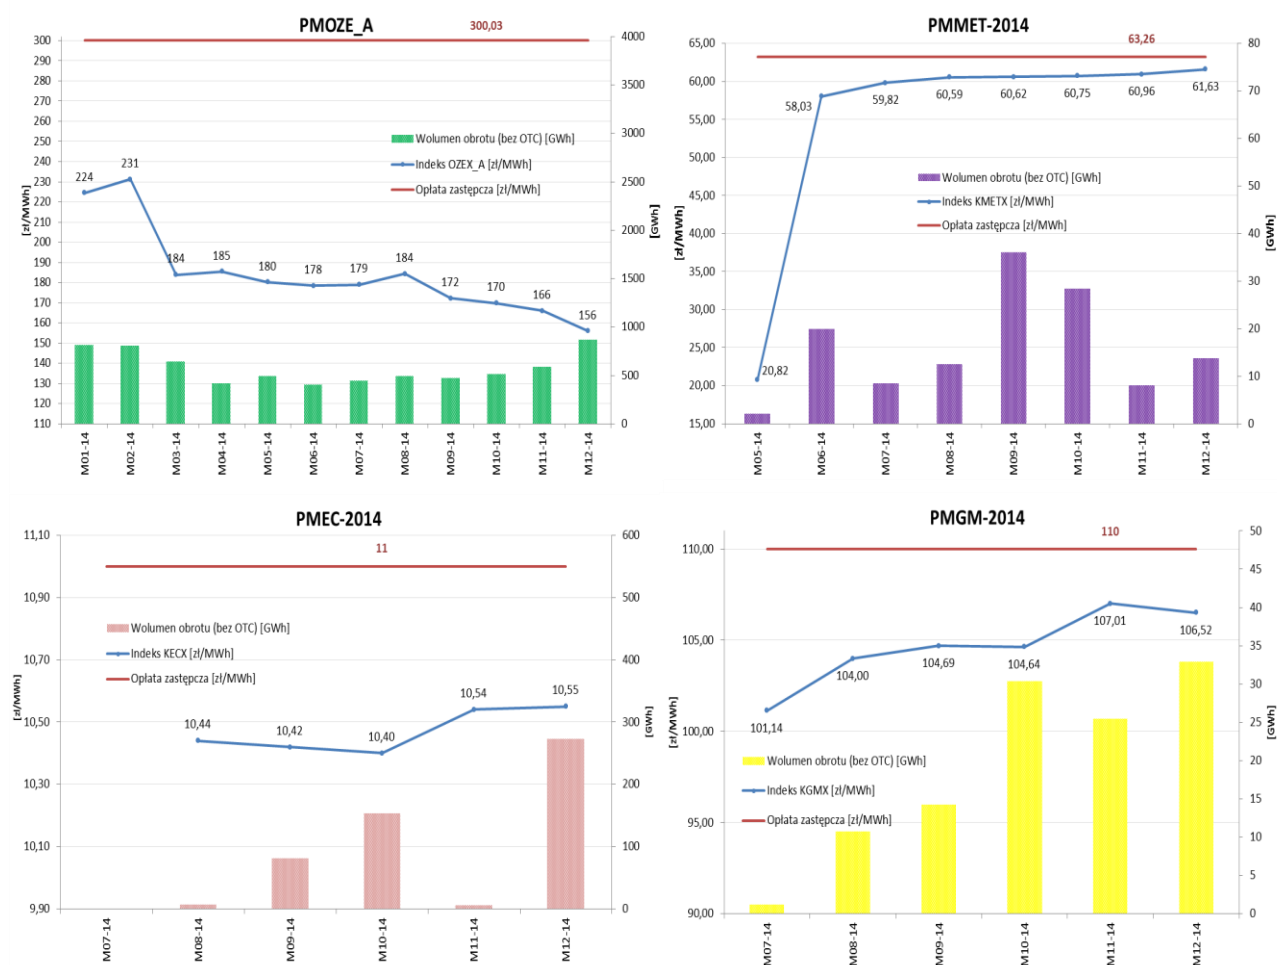 PMOZE_A
300,03
300
290
280
270
260
250
240
230
220
210
200
190
180
170
160
150
140
130
120
110
[zł/MWh]
4000
3500
3000
2500
2000
1500
1000
500
0
[GWh]
Wolumen obrotu (bez OTC) [GWh]
Indeks OZEX_A [zł/MWh]
Opłata zastępcza [zł/MWh]
224
231
184
185
180
178
179
184
172
170
166
156
M01-14
M02-14
M03-14
M04-14
M05-14
M06-14
M07-14
M08-14
M09-14
M10-14
M11-14
M12-14
PMMET-2014
63,26
65,00
60,00
55,00
50,00
45,00
40,00
35,00
30,00
25,00
20,00
15,00
[zł/MWh]
80
70
60
50
40
30
20
10
0
[GWh]
58,03
59,82
60,59
60,62
60,75
60,96
61,63
20,82
Wolumen obrotu (bez OTC) [GWh]
Indeks KMETX [zł/MWh]
Opłata zastępcza [zł/MWh]
M05-14
M06-14
M07-14
M08-14
M09-14
M10-14
M11-14
M12-14
PMEC-2014
11
11,10
10,90
10,70
10,50
10,30
10,10
9,90
[zł/MWh]
600
500
400
300
200
100
0
[GWh]
Wolumen obrotu (bez OTC) [GWh]
Indeks KECX [zł/MWh]
Opłata zastępcza [zł/MWh]
10,44
10,42
10,40
10,54
10,55
M07-14
M08-14
M09-14
M10-14
M11-14
M12-14
PMGM-2014
110
110,00
105,00
100,00
95,00
90,00
[zł/MWh]
50
45
40
35
30
25
20
15
10
5
0
[GWh]
101,14
104,00
104,69
104,64
107,01
106,52
Wolumen obrotu (bez OTC) [GWh]
Indeks KGMX [zł/MWh]
Opłata zastępcza [zł/MWh]
M07-14
M08-14
M09-14
M10-14
M11-14
M12-14